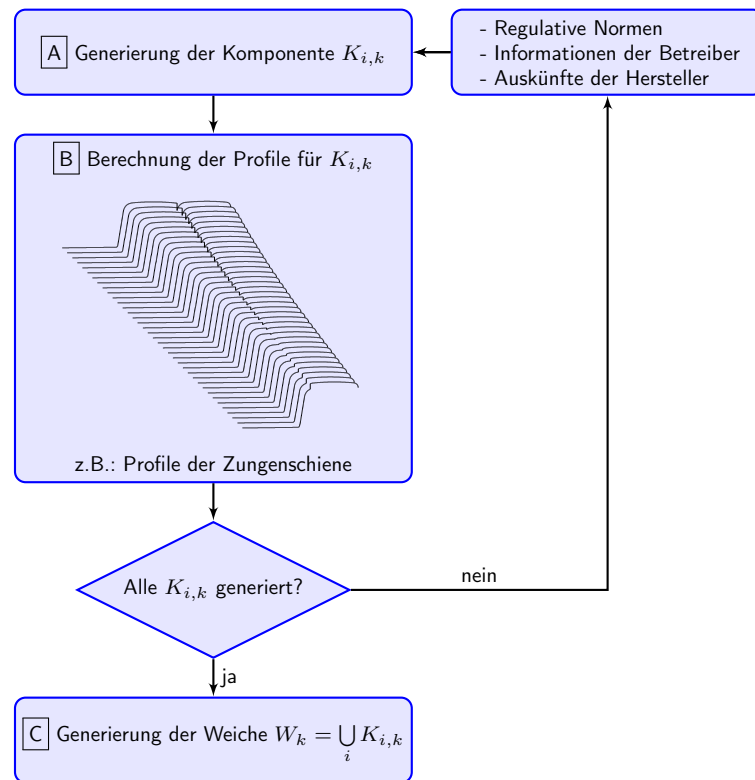 A Generierung der Komponente $K_{i,k}$
- Regulative Normen
- Informationen der Betreiber
- Auskünfte der Hersteller
B Berechnung der Profile für $K_{i,k}$
z.B.: Profile der Zungenschiene
Alle $K_{i,k}$ generiert?
nein
ja
C Generierung der Weiche $W_k = \bigcup_i K_{i,k}$